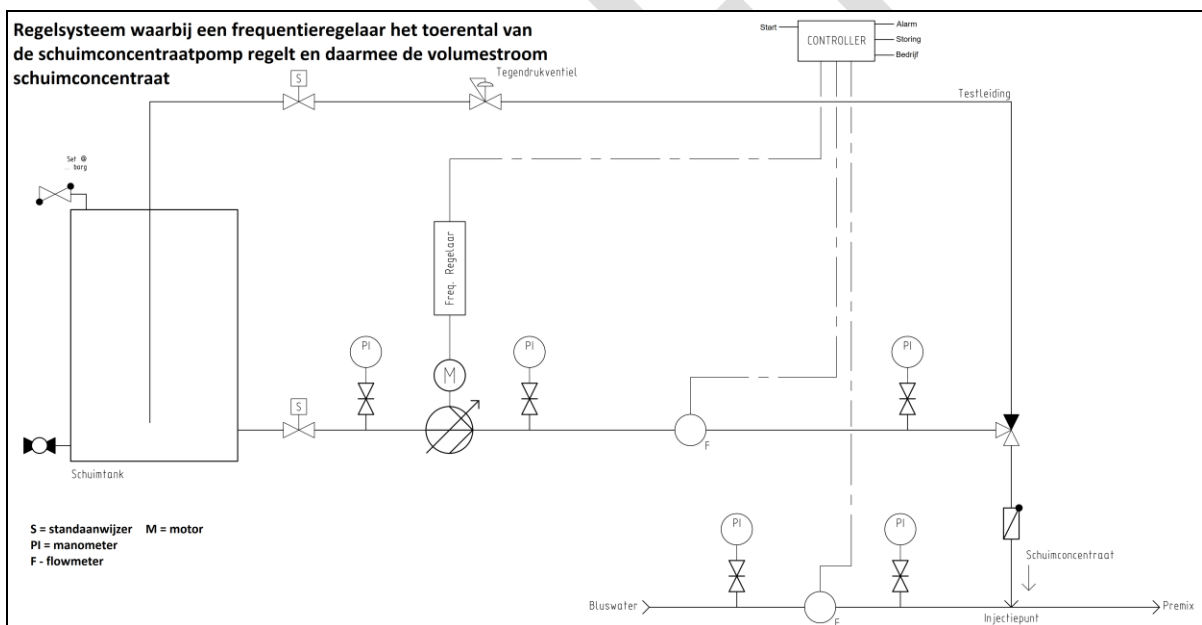 Regelsysteem waarbij een frequentieregelaar het toerental van
de schuimconcentraatpomp regelt en daarmee de volumestroom
schuimconcentraat
Start
CONTROLLER
Alarm
Storing
Bedrijf
S
Tegendrukventiel
Testleiding
Set @
... barg
Freq. Regelaar
PI
M
PI
PI
S
F
Schuimtank
S = standaanwijzer M = motor
PI = manometer
F - flowmeter
PI
PI
Schuimconcentraat
Bluswater
F
Injectiepunt
Premix